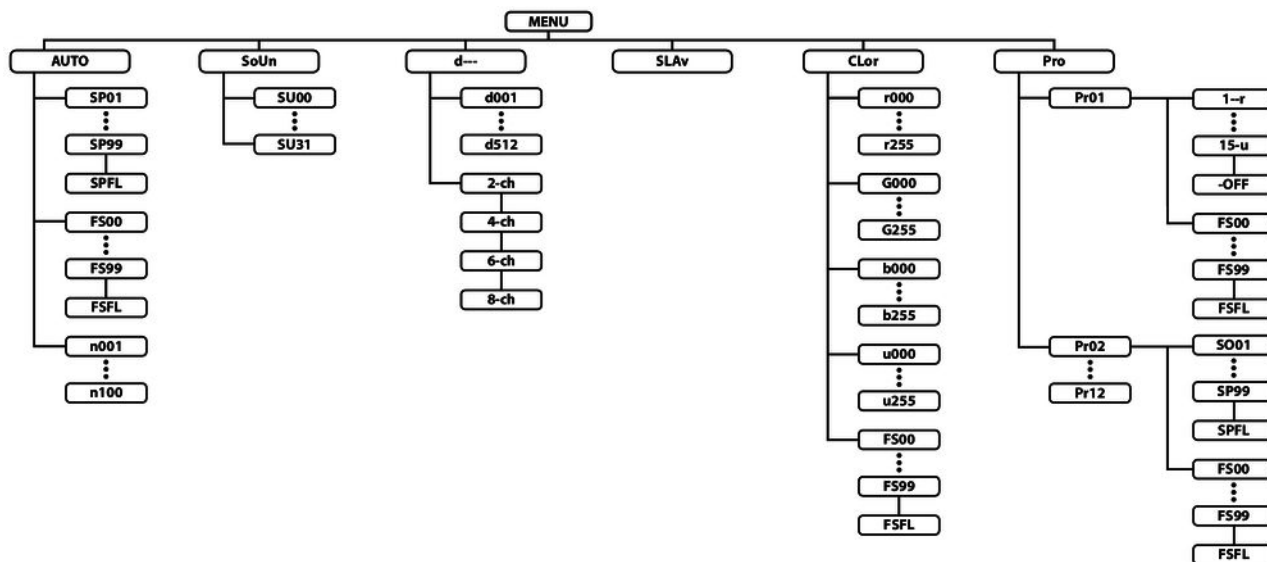 MENU
AUTO
SoUn
d---
SLAv
CLor
Pro
SP01
SP99
SPFL
FS00
FS99
FSFL
n001
n100
SU00
SU31
d001
d512
2-ch
4-ch
6-ch
8-ch
r000
r255
G000
G255
b000
b255
u000
u255
FS00
FS99
FSFL
Pr01
1--r
15-u
-OFF
FS00
FS99
FSFL
Pr02
Pr12
SO01
SP99
SPFL
FS00
FS99
FSFL